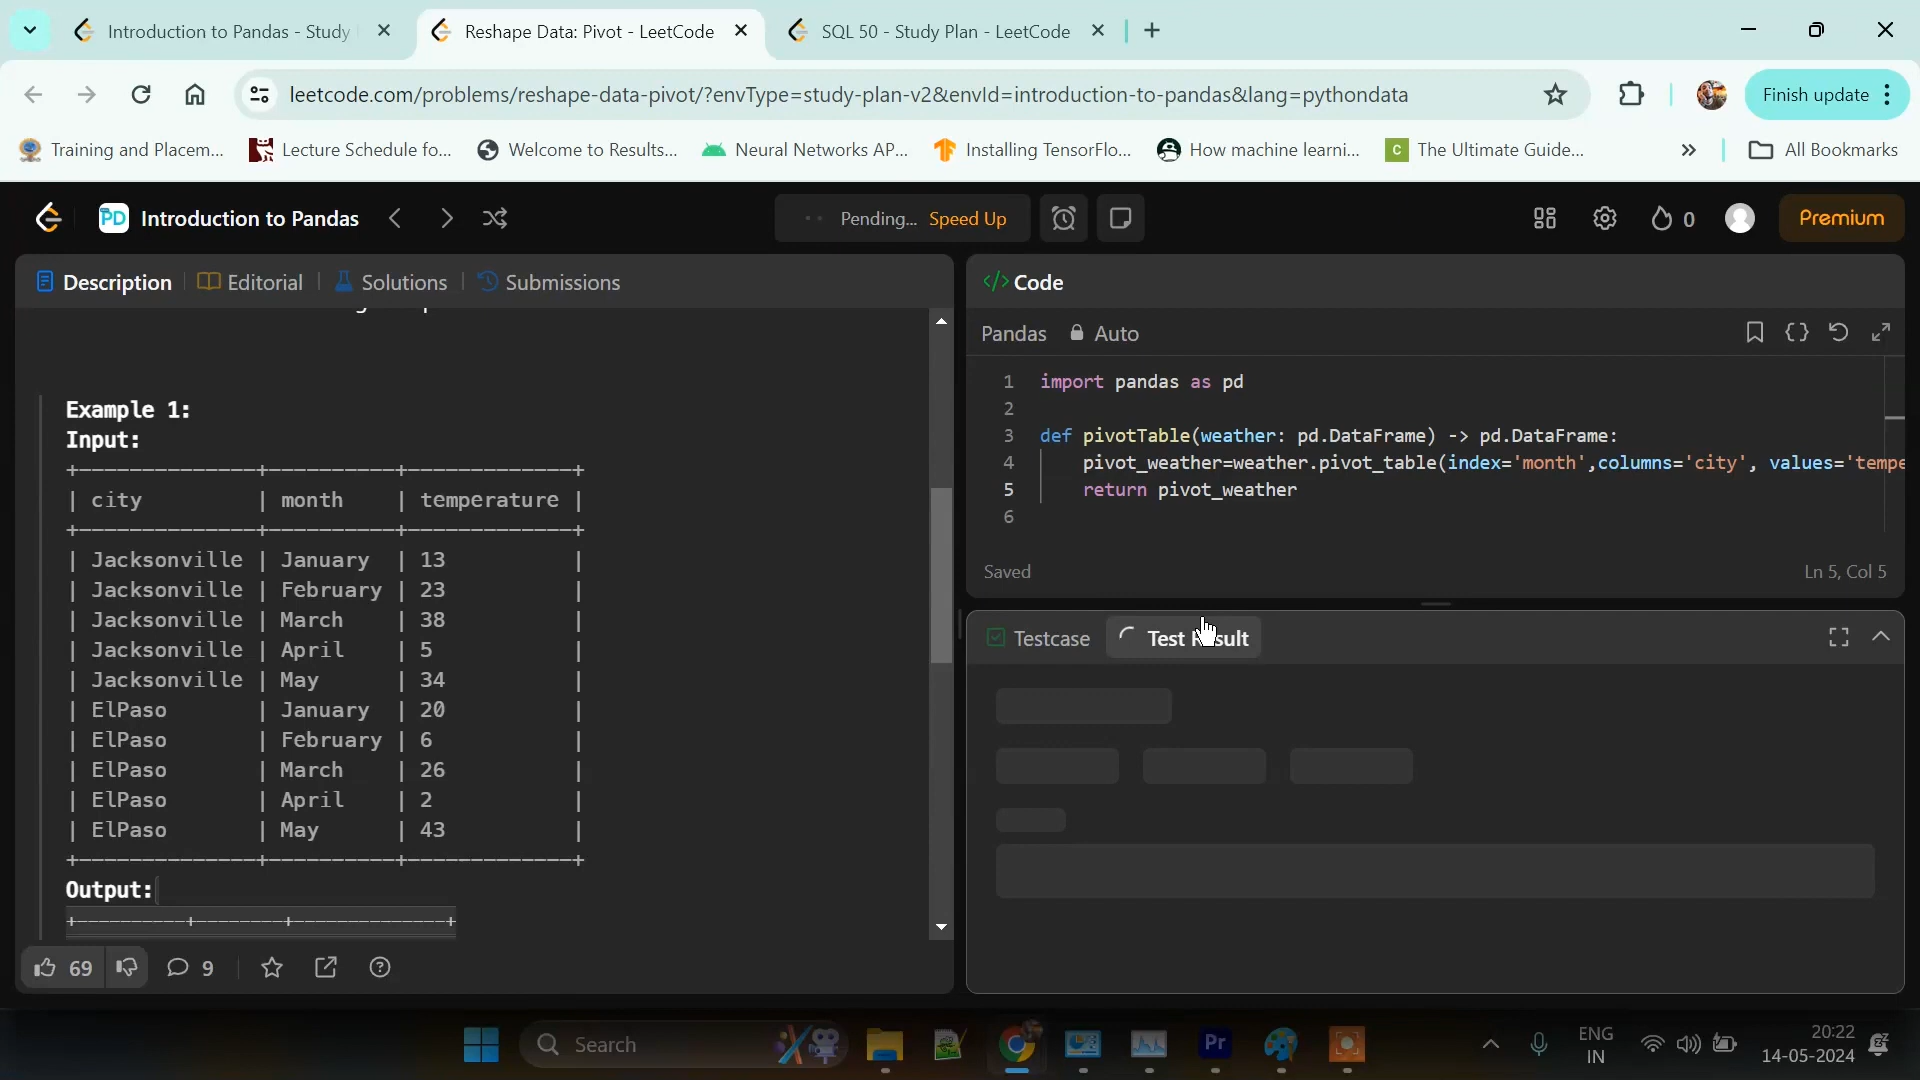 Introduction to Pandas - Study
Reshape Data: Pivot - LeetCode
SQL 50 - Study Plan - LeetCode
leetcode.com/problems/reshape-data-pivot/?envType=study-plan-v2&envId=introduction-to-pandas&lang=pythondata
Finish update
Training and Placem...
Lecture Schedule fo...
Welcome to Results...
Neural Networks AP...
Installing TensorFlo...
How machine learni...
C The Ultimate Guide...
All Bookmarks
PD Introduction to Pandas
Pending... Speed Up
0
Premium
Description
Editorial
Solutions
Submissions
Example 1:
Input:
+--------------+----------+-------------+
| city | month | temperature |
+--------------+----------+-------------+
| Jacksonville | January | 13 |
| Jacksonville | February | 23 |
| Jacksonville | March | 38 |
| Jacksonville | April | 5 |
| Jacksonville | May | 34 |
| ElPaso | January | 20 |
| ElPaso | February | 6 |
| ElPaso | March | 26 |
| ElPaso | April | 2 |
| ElPaso | May | 43 |
+--------------+----------+-------------+
Output:
+----------+--------+--------------+
69
9
</> Code
Pandas Auto
1 import pandas as pd
2
3 def pivotTable(weather: pd.DataFrame) -> pd.DataFrame:
4 pivot_weather=weather.pivot_table(index='month',columns='city', values='tempe
5 return pivot_weather
6
Saved
Ln 5, Col 5
Testcase
Test Result
Search
Pr
ENG
IN
20:22
14-05-2024